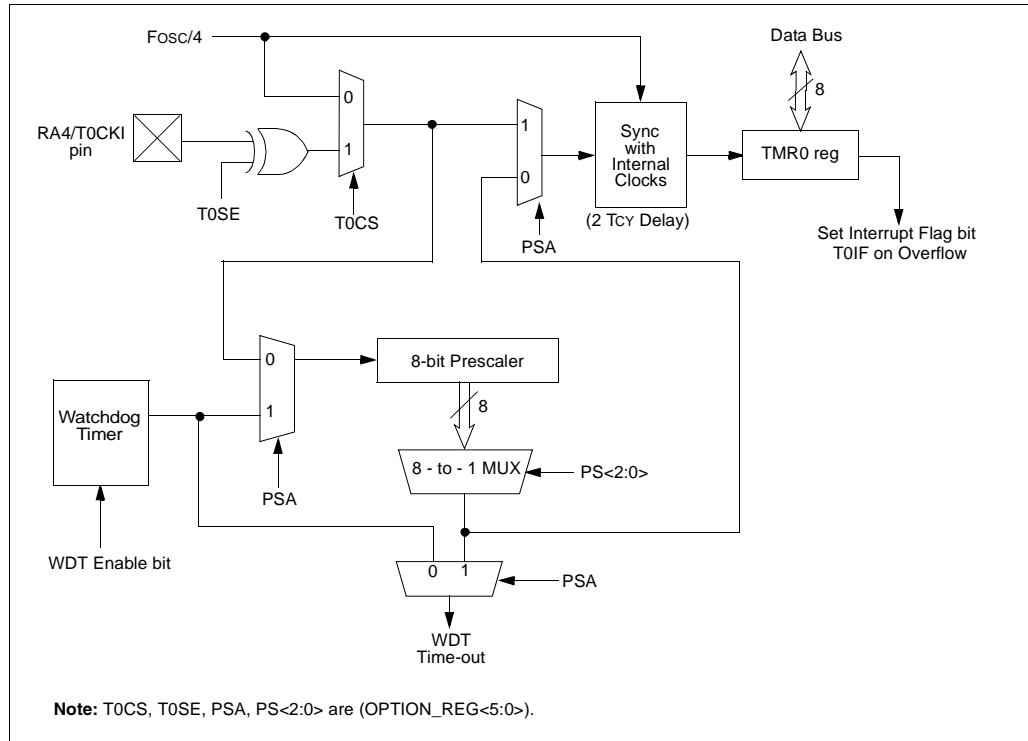 FOSC/4
Data Bus
8
0
1
RA4/T0CKI
pin
T0SE
T0CS
1
0
PSA
Sync
with
Internal
Clocks
(2 TCY Delay)
TMR0 reg
Set Interrupt Flag bit
T0IF on Overflow
0
1
PSA
8-bit Prescaler
8
Watchdog
Timer
8 - to - 1 MUX
PS<2:0>
WDT Enable bit
0 1
PSA
WDT
Time-out
Note: T0CS, T0SE, PSA, PS<2:0> are (OPTION_REG<5:0>).